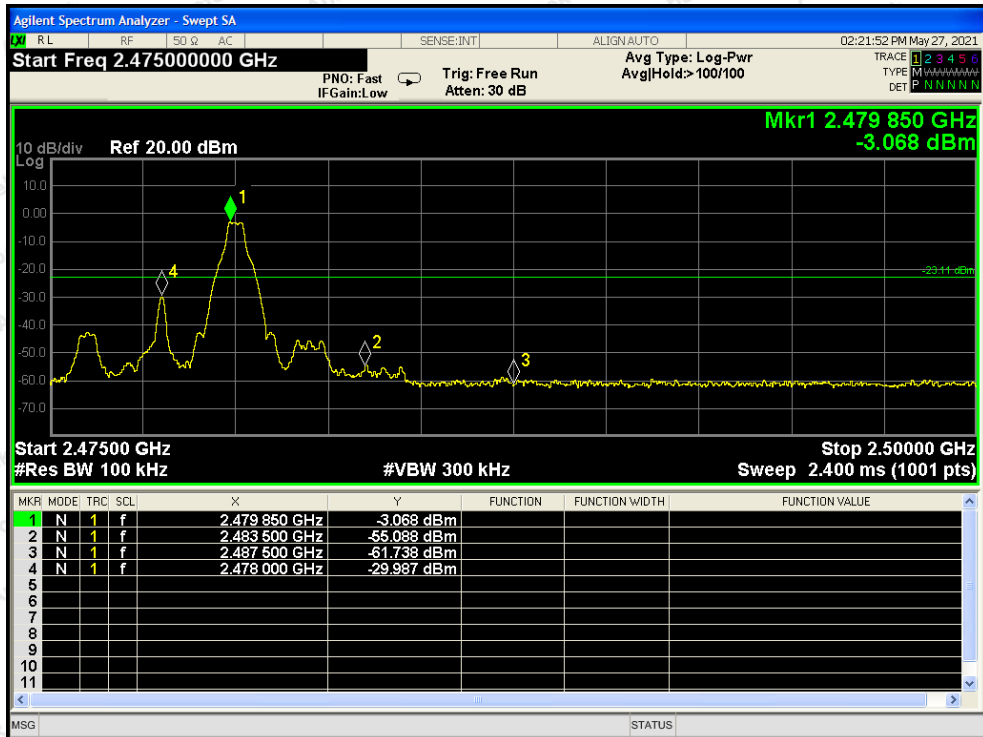 Agilent Spectrum Analyzer - Swept SA
LXI RL RF 50 Ω AC SENSE:INT ALIGNAUTO 02:21:52 PM May 27, 2021
Start Freq 2.475000000 GHz
PNO: Fast
IFGain:Low
Trig: Free Run
Atten: 30 dB
Avg Type: Log-Pwr
Avg|Hold:> 100/100
TRACE 1 2 3 4 5 6
TYPE M
DET P N N N N N
Mkr1 2.479 850 GHz
-3.068 dBm
10 dB/div Ref 20.00 dBm
Log
10.0
0.00
-10.0
-20.0
-30.0
-40.0
-50.0
-60.0
-70.0
1
4
2
3
-23.11 dBm
Start 2.47500 GHz Stop 2.50000 GHz
#Res BW 100 kHz #VBW 300 kHz Sweep 2.400 ms (1001 pts)
MKR MODE TRC SCL X Y FUNCTION FUNCTION WIDTH FUNCTION VALUE
1 N 1 f 2.479 850 GHz -3.068 dBm
2 N 1 f 2.483 500 GHz -55.088 dBm
3 N 1 f 2.487 500 GHz -61.738 dBm
4 N 1 f 2.478 000 GHz -29.987 dBm
5
6
7
8
9
10
11
MSG STATUS